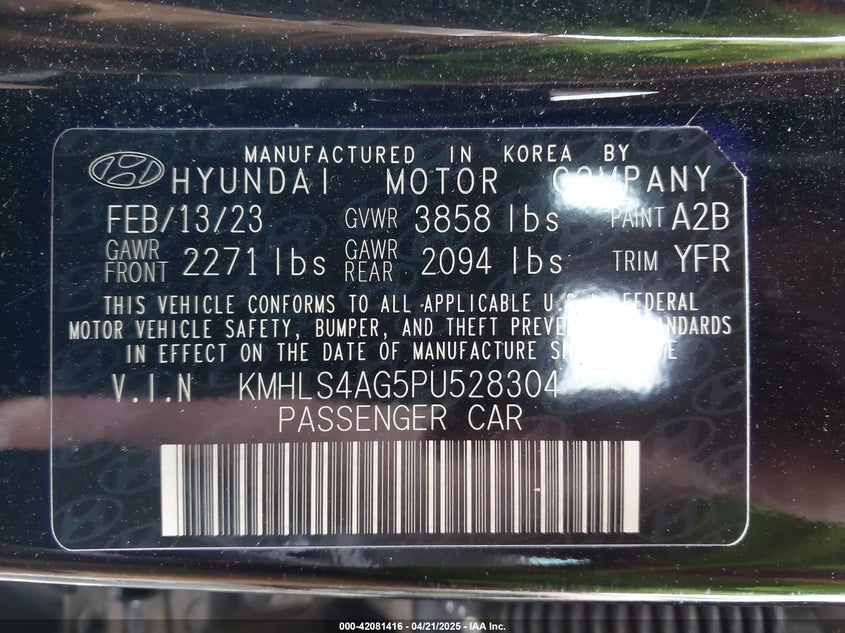 MANUFACTURED IN KOREA BY
HYUNDAI MOTOR COMPANY
FEB/13/23 GVWR 3858 lbs PAINT A2B
GAWR FRONT 2271 lbs GAWR REAR 2094 lbs TRIM YFR
THIS VEHICLE CONFORMS TO ALL APPLICABLE U.S. FEDERAL
MOTOR VEHICLE SAFETY, BUMPER, AND THEFT STANDARDS
IN EFFECT ON THE DATE OF MANUFACTURE
V.I.N KMHLS4AG5PU528304
PASSENGER CAR
000-42081416 - 04/21/2025 - IAA Inc.